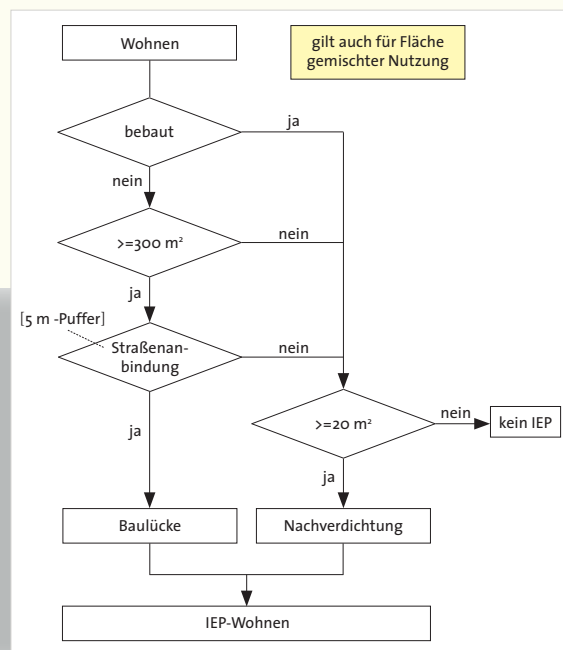 Wohnen
gilt auch für Fläche
gemischter Nutzung
bebaut
ja
nein
>=300 m²
nein
ja
[5 m -Puffer]
Straßenan-
bindung
nein
ja
>=20 m²
nein
kein IEP
ja
Baulücke
Nachverdichtung
IEP-Wohnen